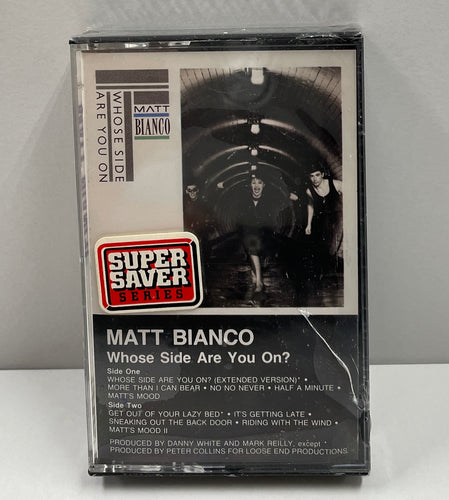 WHOSE SIDE
ARE YOU ON
MATT
BIANCO
SUPER
SAVER
SERIES
MATT BIANCO
Whose Side Are You On?
Side One
WHOSE SIDE ARE YOU ON? (EXTENDED VERSION)* •
MORE THAN I CAN BEAR • NO NO NEVER • HALF A MINUTE •
MATT'S MOOD
Side Two
GET OUT OF YOUR LAZY BED* • IT'S GETTING LATE •
SNEAKING OUT THE BACK DOOR • RIDING WITH THE WIND •
MATT'S MOOD II
PRODUCED BY DANNY WHITE AND MARK REILLY, except *
PRODUCED BY PETER COLLINS FOR LOOSE END PRODUCTIONS.